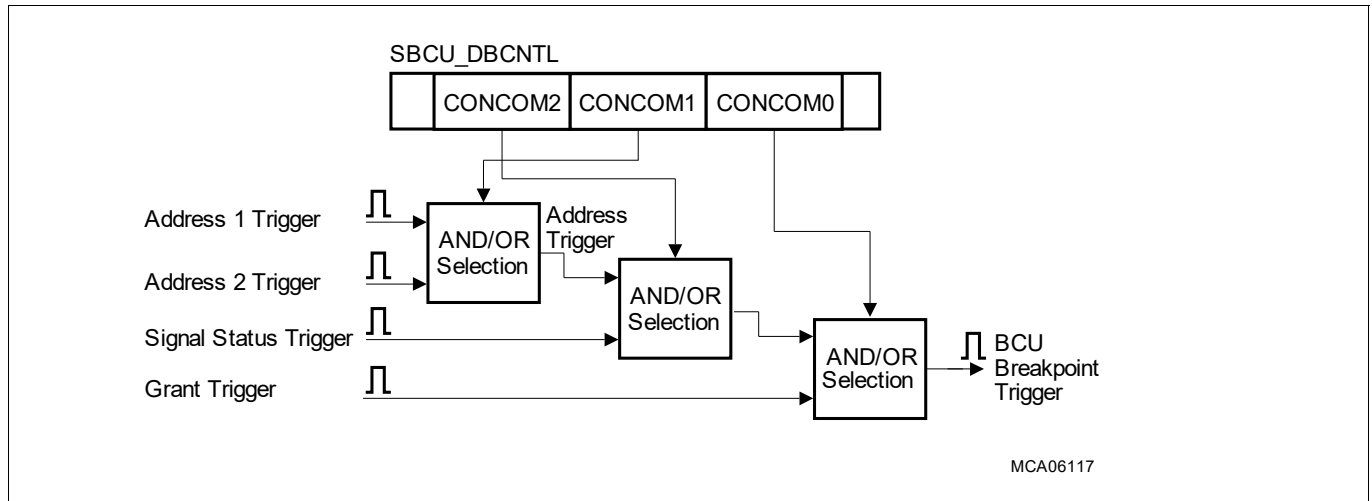 SBCU_DBCNTL
CONCOM2 CONCOM1 CONCOM0
Address 1 Trigger
Address 2 Trigger
Signal Status Trigger
Grant Trigger
AND/OR
Selection
Address
Trigger
AND/OR
Selection
AND/OR
Selection
BCU
Breakpoint
Trigger
MCA06117